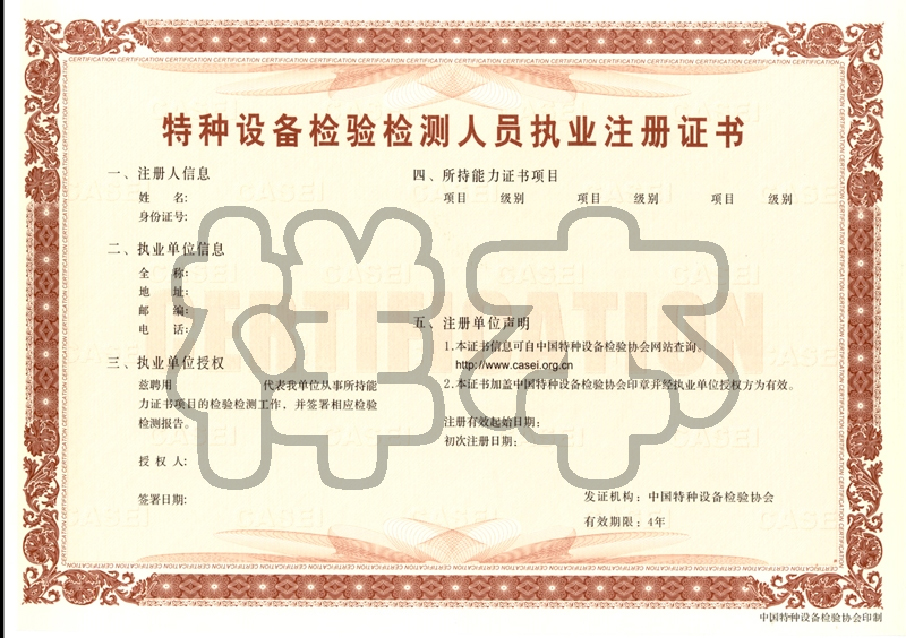 特种设备检验检测人员执业注册证书
一、注册人信息
姓 名:
身份证号:
二、执业单位信息
全 称:
地 址:
邮 编:
电 话:
三、执业单位授权
兹聘用 代表我单位从事所持能
力证书项目的检验检测工作，并签署相应检验
检测报告。
授 权 人:
签署日期:
四、所持能力证书项目
项目 级别 项目 级别 项目 级别
五、注册单位声明
1.本证书信息可自中国特种设备检验协会网站查询。
http://www.casei.org.cn
2.本证书加盖中国特种设备检验协会印章并经执业单位授权方为有效。
注册有效起始日期:
初次注册日期:
发证机构: 中国特种设备检验协会
有效期限: 4年
中国特种设备检验协会印制
样本
CERTIFICATION
CASEI